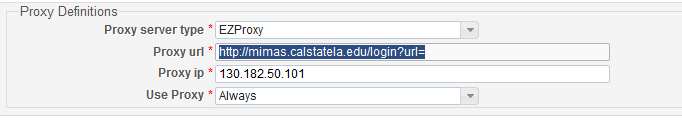 Proxy Definitions
Proxy server type * EZProxy
Proxy url * http://mimas.calstatela.edu/login?url=
Proxy ip * 130.182.50.101
Use Proxy * Always